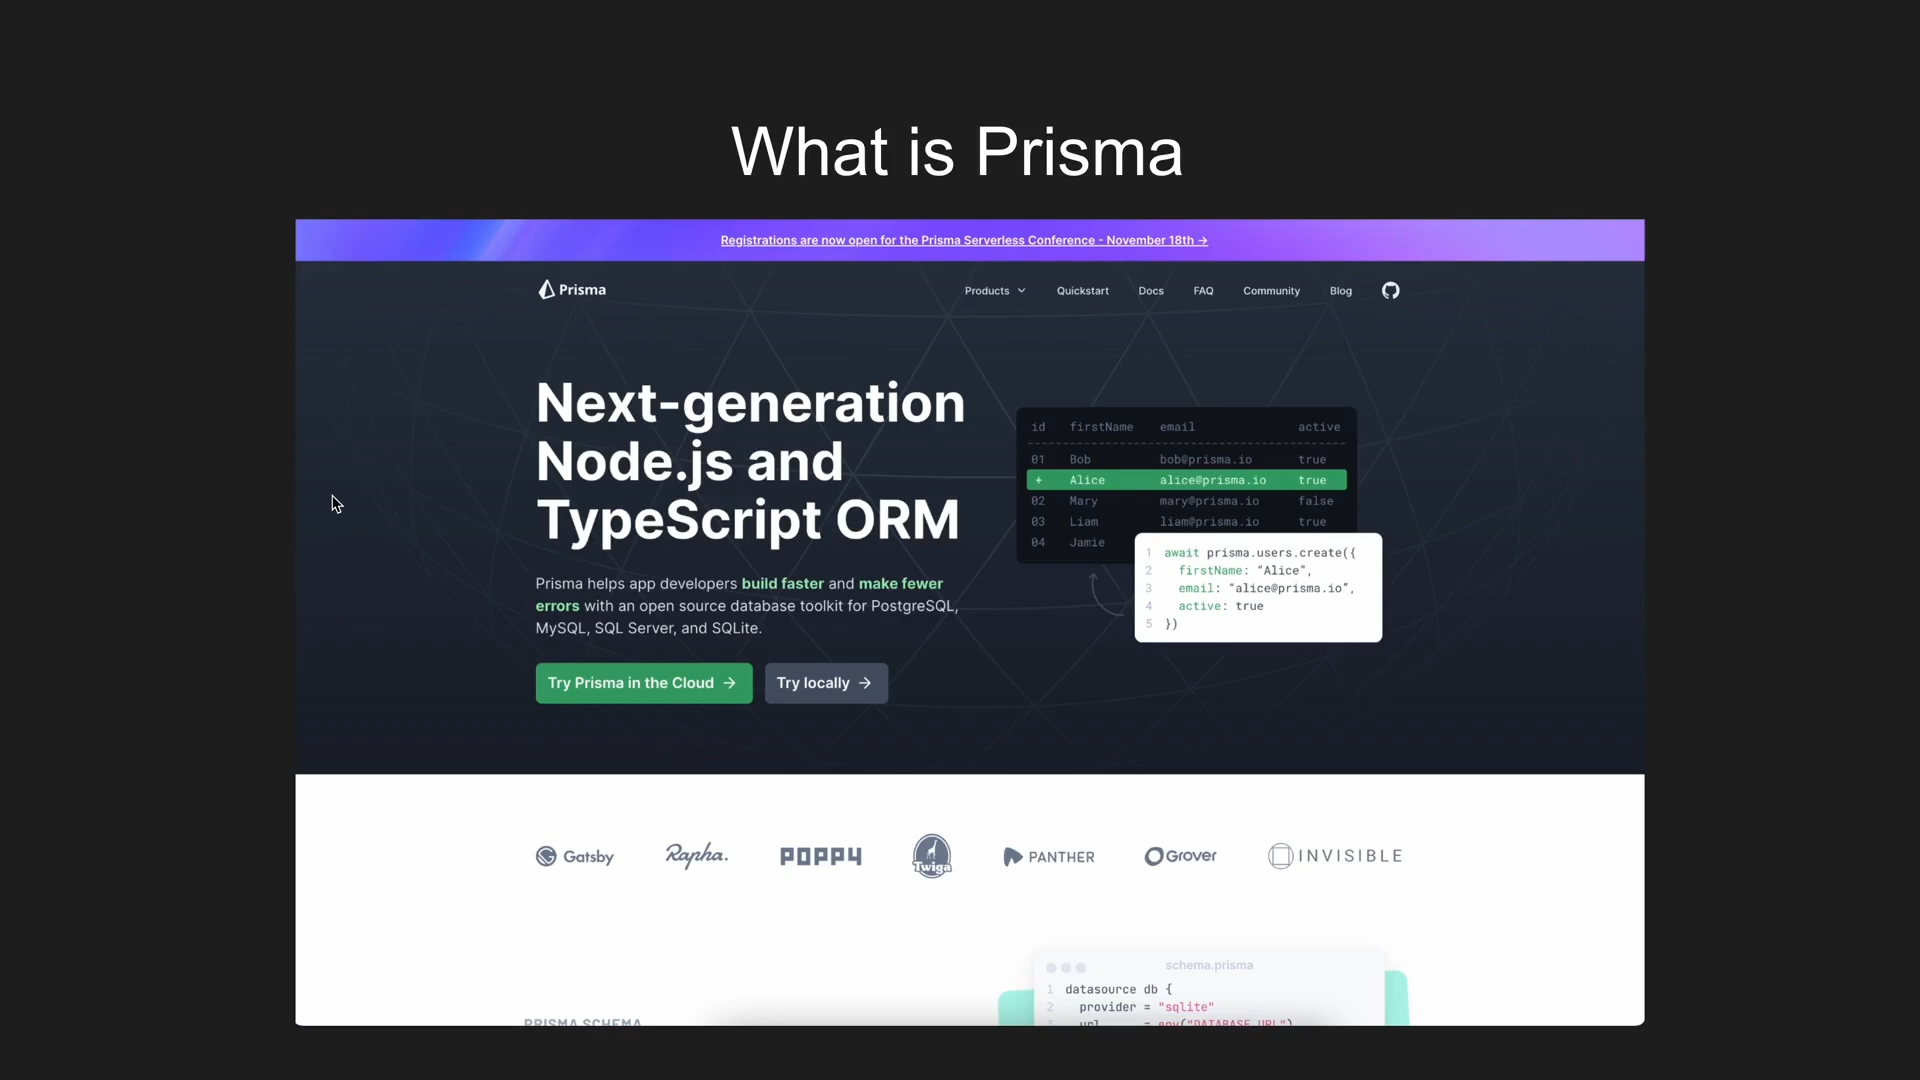 What is Prisma
Registrations are now open for the Prisma Serverless Conference - November 18th →
Prisma
Products Quickstart Docs FAQ Community Blog
Next-generation
Node.js and
TypeScript ORM
Prisma helps app developers build faster and make fewer
errors with an open source database toolkit for PostgreSQL,
MySQL, SQL Server, and SQLite.
Try Prisma in the Cloud →
Try locally →
id firstName email active
01 Bob bob@prisma.io true
+ Alice alice@prisma.io true
02 Mary mary@prisma.io false
03 Liam liam@prisma.io true
04 Jamie
1 await prisma.users.create({
2 firstName: “Alice”,
3 email: “alice@prisma.io”,
4 active: true
5 })
Gatsby Rapha. POPPY Twiga PANTHER Grover INVISIBLE
schema.prisma
1 datasource db {
2 provider = "sqlite"
3 url = env("DATABASE_URL")
PRISMA SCHEMA